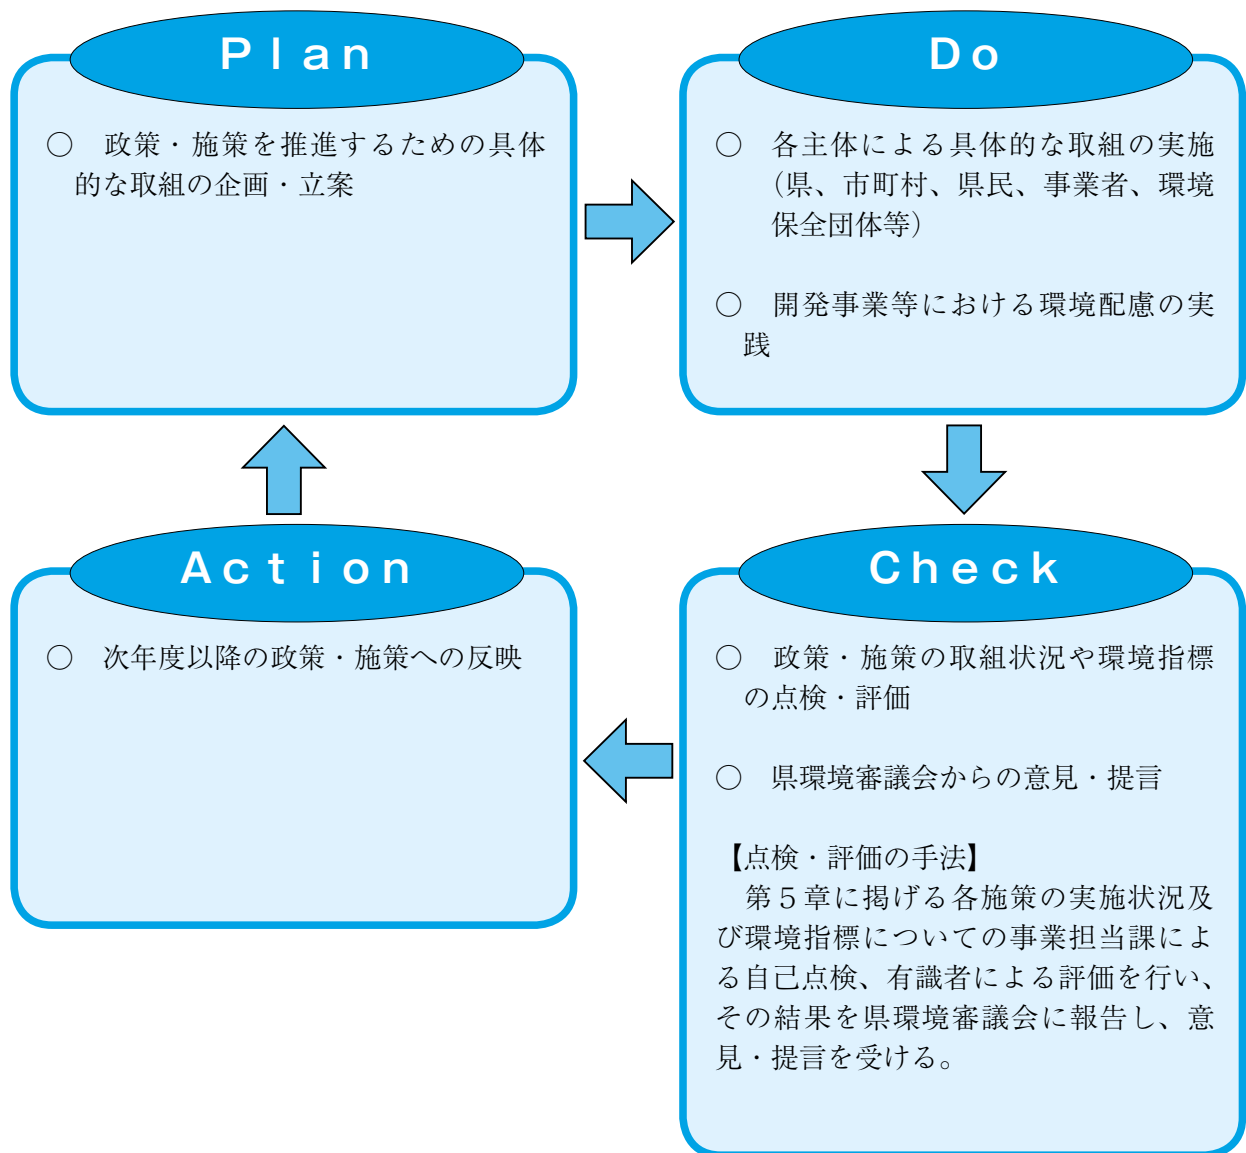 Ｐｌａｎ
○　政策・施策を推進するための具体
的な取組の企画・立案
Ｄｏ
○　各主体による具体的な取組の実施
（県、市町村、県民、事業者、環境
保全団体等）
○　開発事業等における環境配慮の実
践
Ａｃｔｉｏｎ
○　次年度以降の政策・施策への反映
Ｃｈｅｃｋ
○　政策・施策の取組状況や環境指標
の点検・評価
○　県環境審議会からの意見・提言
【点検・評価の手法】
　第５章に掲げる各施策の実施状況及
び環境指標についての事業担当課によ
る自己点検、有識者による評価を行い、
その結果を県環境審議会に報告し、意
見・提言を受ける。